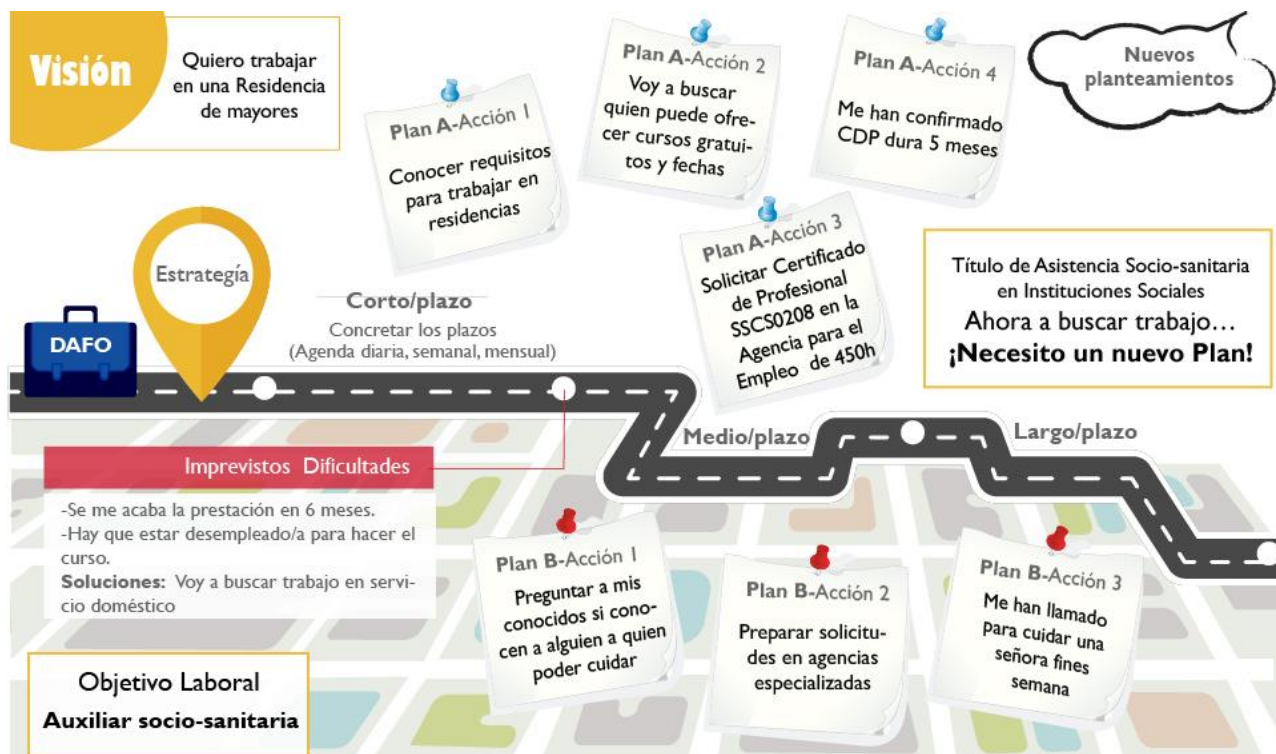 Visión
Quiero trabajar
en una Residencia
de mayores
Plan A-Acción 1
Conocer requisitos
para trabajar en
residencias
Plan A-Acción 2
Voy a buscar
quien puede ofre-
cer cursos gratui-
tos y fechas
Plan A-Acción 4
Me han confirmado
CDP dura 5 meses
Nuevos
planteamientos
Plan A-Acción 3
Solicitar Certificado
de Profesional
SSCS0208 en la
Agencia para el
Empleo de 450h
Título de Asistencia Socio-sanitaria
en Instituciones Sociales
Ahora a buscar trabajo...
¡Necesito un nuevo Plan!
Estrategía
DAFO
Corto/plazo
Concretar los plazos
(Agenda diaria, semanal, mensual)
Medio/plazo
Largo/plazo
Imprevistos Dificultades
-Se me acaba la prestación en 6 meses.
-Hay que estar desempleado/a para hacer el
curso.
Soluciones: Voy a buscar trabajo en servi-
cio doméstico
Plan B-Acción 1
Preguntar a mis
conocidos si cono-
cen a alguien a quien
poder cuidar
Plan B-Acción 2
Preparar solicitu-
des en agencias
especializadas
Plan B-Acción 3
Me han llamado
para cuidar una
señora fines
semana
Objetivo Laboral
Auxiliar socio-sanitaria